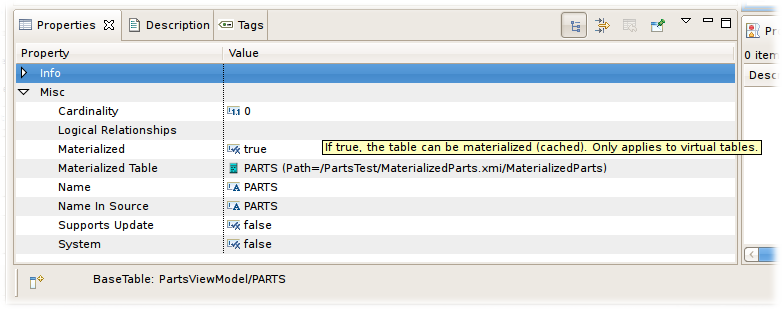 Properties Description Tags
Pr
0 item
Property Value
Desc
Info
Misc
Cardinality 0
Logical Relationships
Materialized true
If true, the table can be materialized (cached). Only applies to virtual tables.
Materialized Table PARTS (Path=/PartsTest/MaterializedParts.xmi/MaterializedParts)
Name PARTS
Name In Source PARTS
Supports Update false
System false
BaseTable: PartsViewModel/PARTS